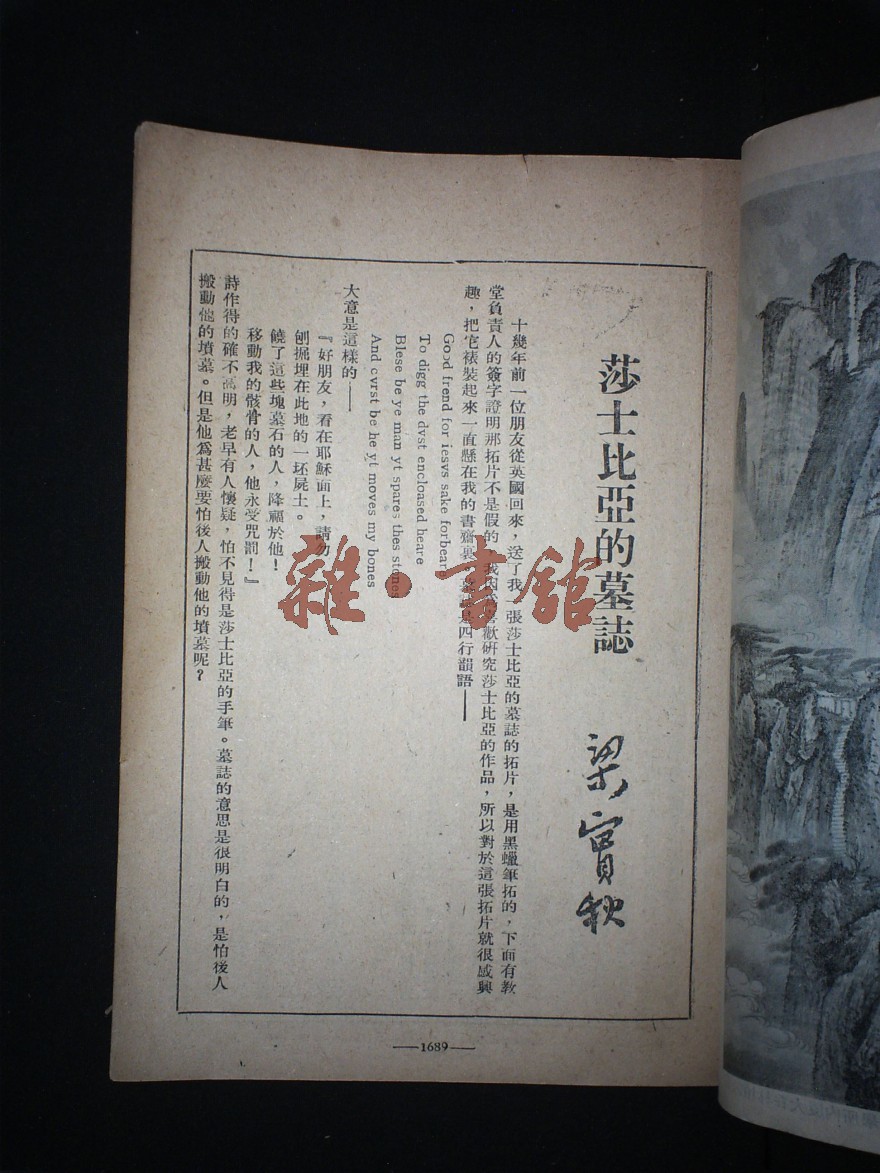 莎士比亞的墓誌
梁實秋
十幾年前一位朋友從英國回來，送了我一張莎士比亞的墓誌的拓片，是用黑蠟筆拓的，下面有教
堂負責人的簽字證明那拓片不是假的，我因爲喜歡研究莎士比亞的作品，所以對於這張拓片就很感興
趣，把它裱裝起來一直懸在我的書齋裏。墓誌是四行韻語——
Good frend for iesvs sake forbear
To digg the dvst encloased heare
Blese be ye man yt spares thes stones
And cvrst be he yt moves my bones
大意是這樣的——
『好朋友，看在耶穌面上，請勿
刨掘埋在此地的一坯屍土。
饒了這些塊墓石的人，降福於他！
移動我的骸骨的人，他永受咒罰！』
詩作得的確不高明，老早有人懷疑，怕不見得是莎士比亞的手筆。墓誌的意思是很明白的，是怕後人
搬動他的墳墓。但是他爲甚麼要怕後人搬動他的墳墓呢？
—1689—
雜·書館